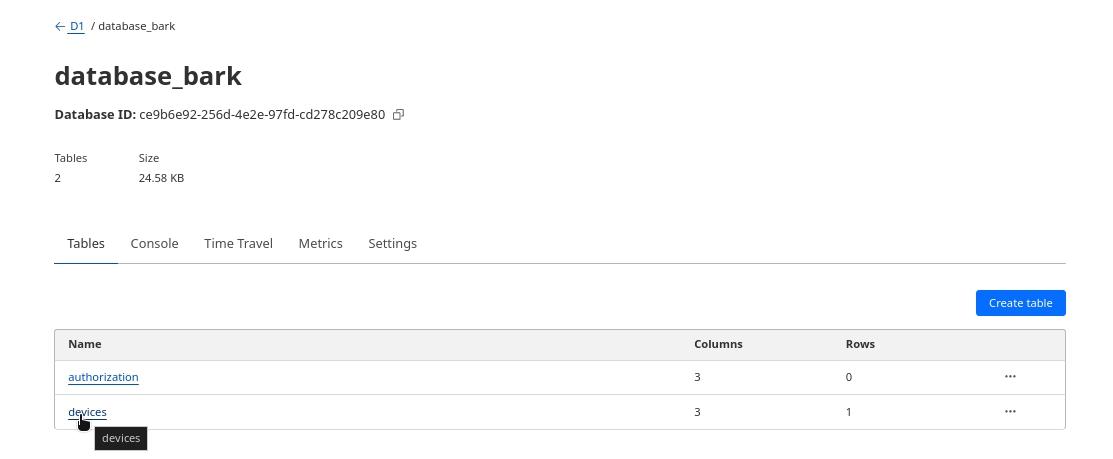 ← D1 / database_bark
database_bark
Database ID: ce9b6e92-256d-4e2e-97fd-cd278c209e80
Tables Size
2 24.58 KB
Tables Console Time Travel Metrics Settings
Create table
Name Columns Rows
authorization 3 0 ···
devices 3 1 ···
devices